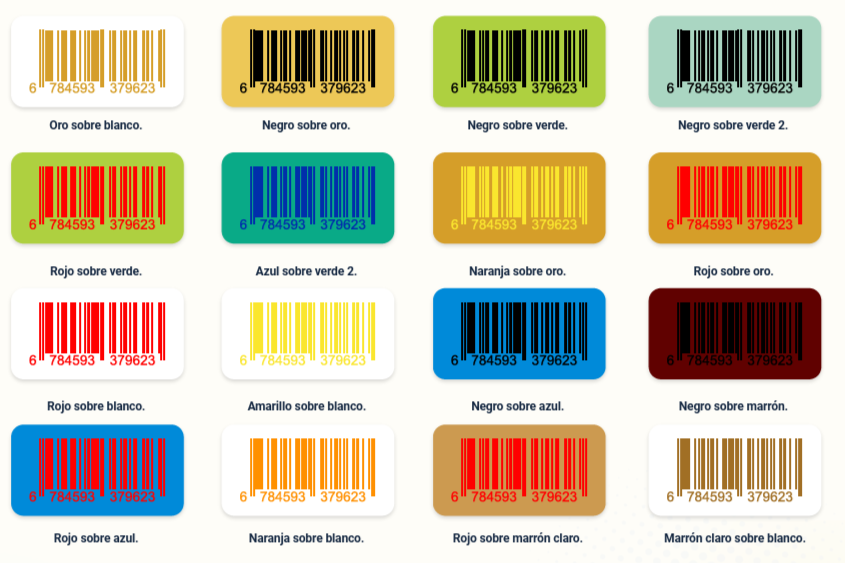 6 784593 379623
6 784593 379623
6 784593 379623
6 784593 379623
Oro sobre blanco.
Negro sobre oro.
Negro sobre verde.
Negro sobre verde 2.
6 784593 379623
6 784593 379623
6 784593 379623
6 784593 379623
Rojo sobre verde.
Azul sobre verde 2.
Naranja sobre oro.
Rojo sobre oro.
6 784593 379623
6 784593 379623
6 784593 379623
6 784593 379623
Rojo sobre blanco.
Amarillo sobre blanco.
Negro sobre azul.
Negro sobre marrón.
6 784593 379623
6 784593 379623
6 784593 379623
6 784593 379623
Rojo sobre azul.
Naranja sobre blanco.
Rojo sobre marrón claro.
Marrón claro sobre blanco.